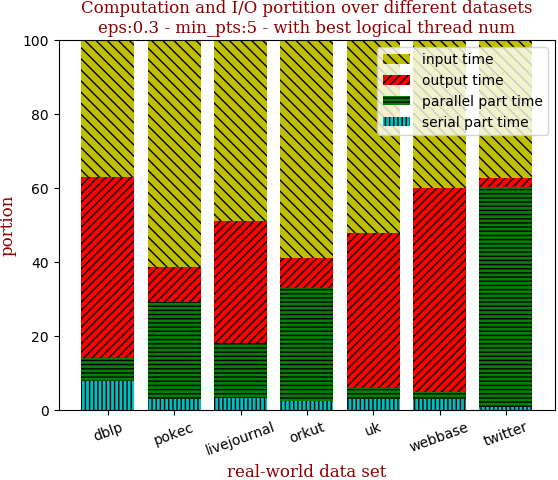 Computation and I/O portition over different datasets
eps:0.3 - min_pts:5 - with best logical thread num
100
80
60
40
20
0
portion
input time
output time
parallel part time
serial part time
dblp
pokec
livejournal
orkut
uk
webbase
twitter
real-world data set